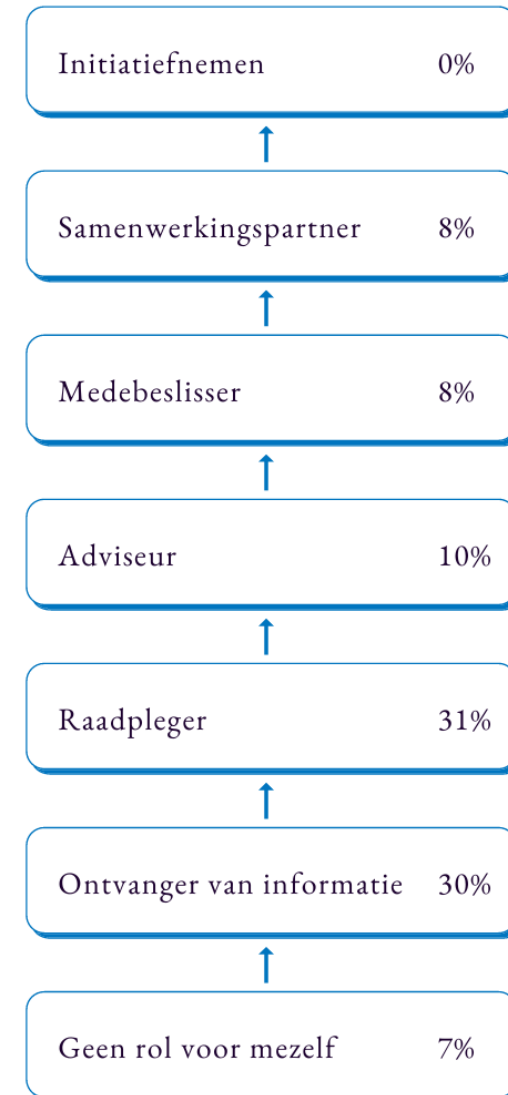 Initiatiefnemen 0%
Samenwerkingspartner 8%
Medebeslisser 8%
Adviseur 10%
Raadpleger 31%
Ontvanger van informatie 30%
Geen rol voor mezelf 7%